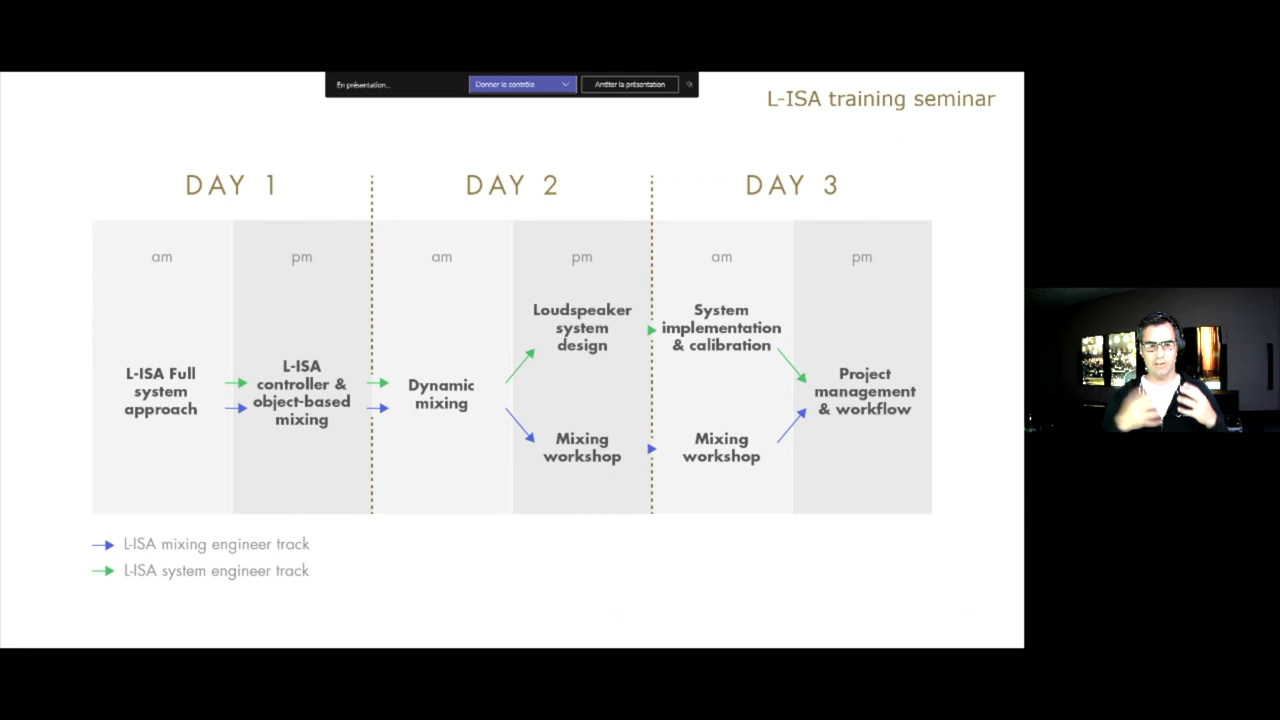 En présentation...
Donner le contrôle
Arrêter la présentation
L-ISA training seminar
DAY 1
DAY 2
DAY 3
am
pm
am
pm
am
pm
L-ISA Full
system
approach
L-ISA
controller &
object-based
mixing
Dynamic
mixing
Loudspeaker
system
design
Mixing
workshop
System
implementation
& calibration
Mixing
workshop
Project
management
& workflow
L-ISA mixing engineer track
L-ISA system engineer track